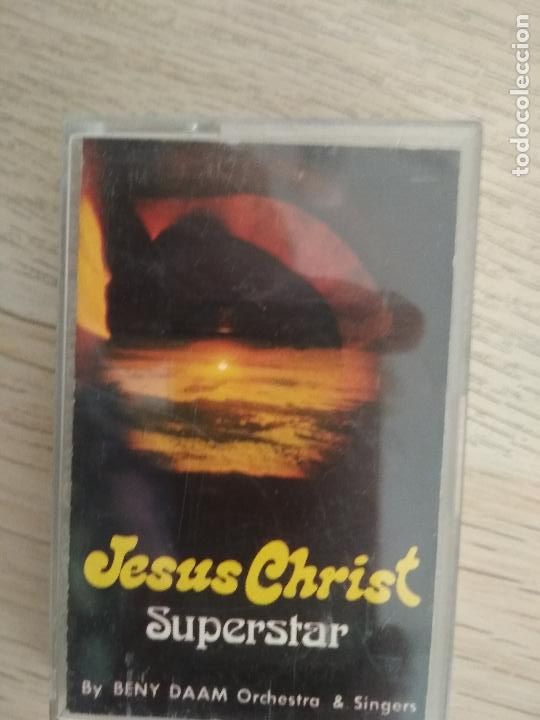 Jesus Christ
Superstar
By BENY DAAM Orchestra & Singers
todocoleccion